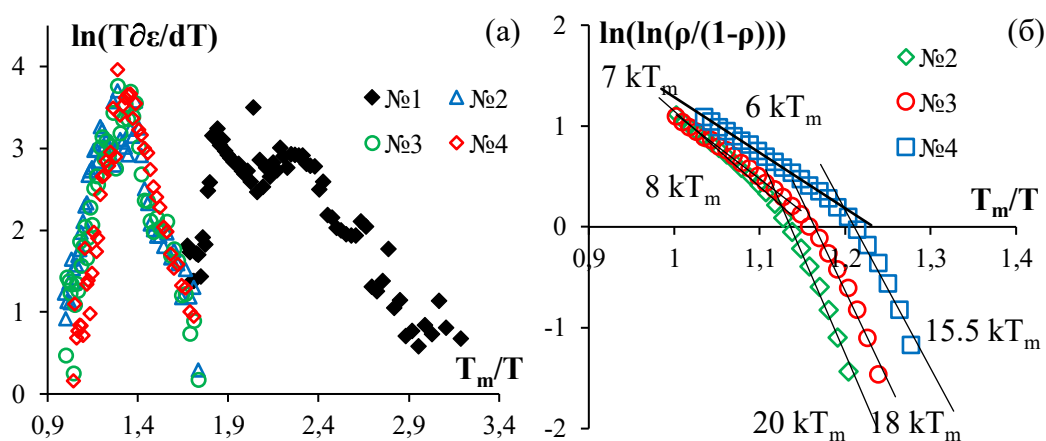 ln(T∂ε/dT)
(а)
4
3
2
1
0
№1
№2
№3
№4
T_m/T
0,9
1,4
1,9
2,4
2,9
3,4
ln(ln(ρ/(1-ρ)))
(б)
2
1
0
-1
-2
№2
№3
№4
7 kT_m
6 kT_m
8 kT_m
T_m/T
0,9
1
1,1
1,2
1,3
1,4
15.5 kT_m
20 kT_m
18 kT_m